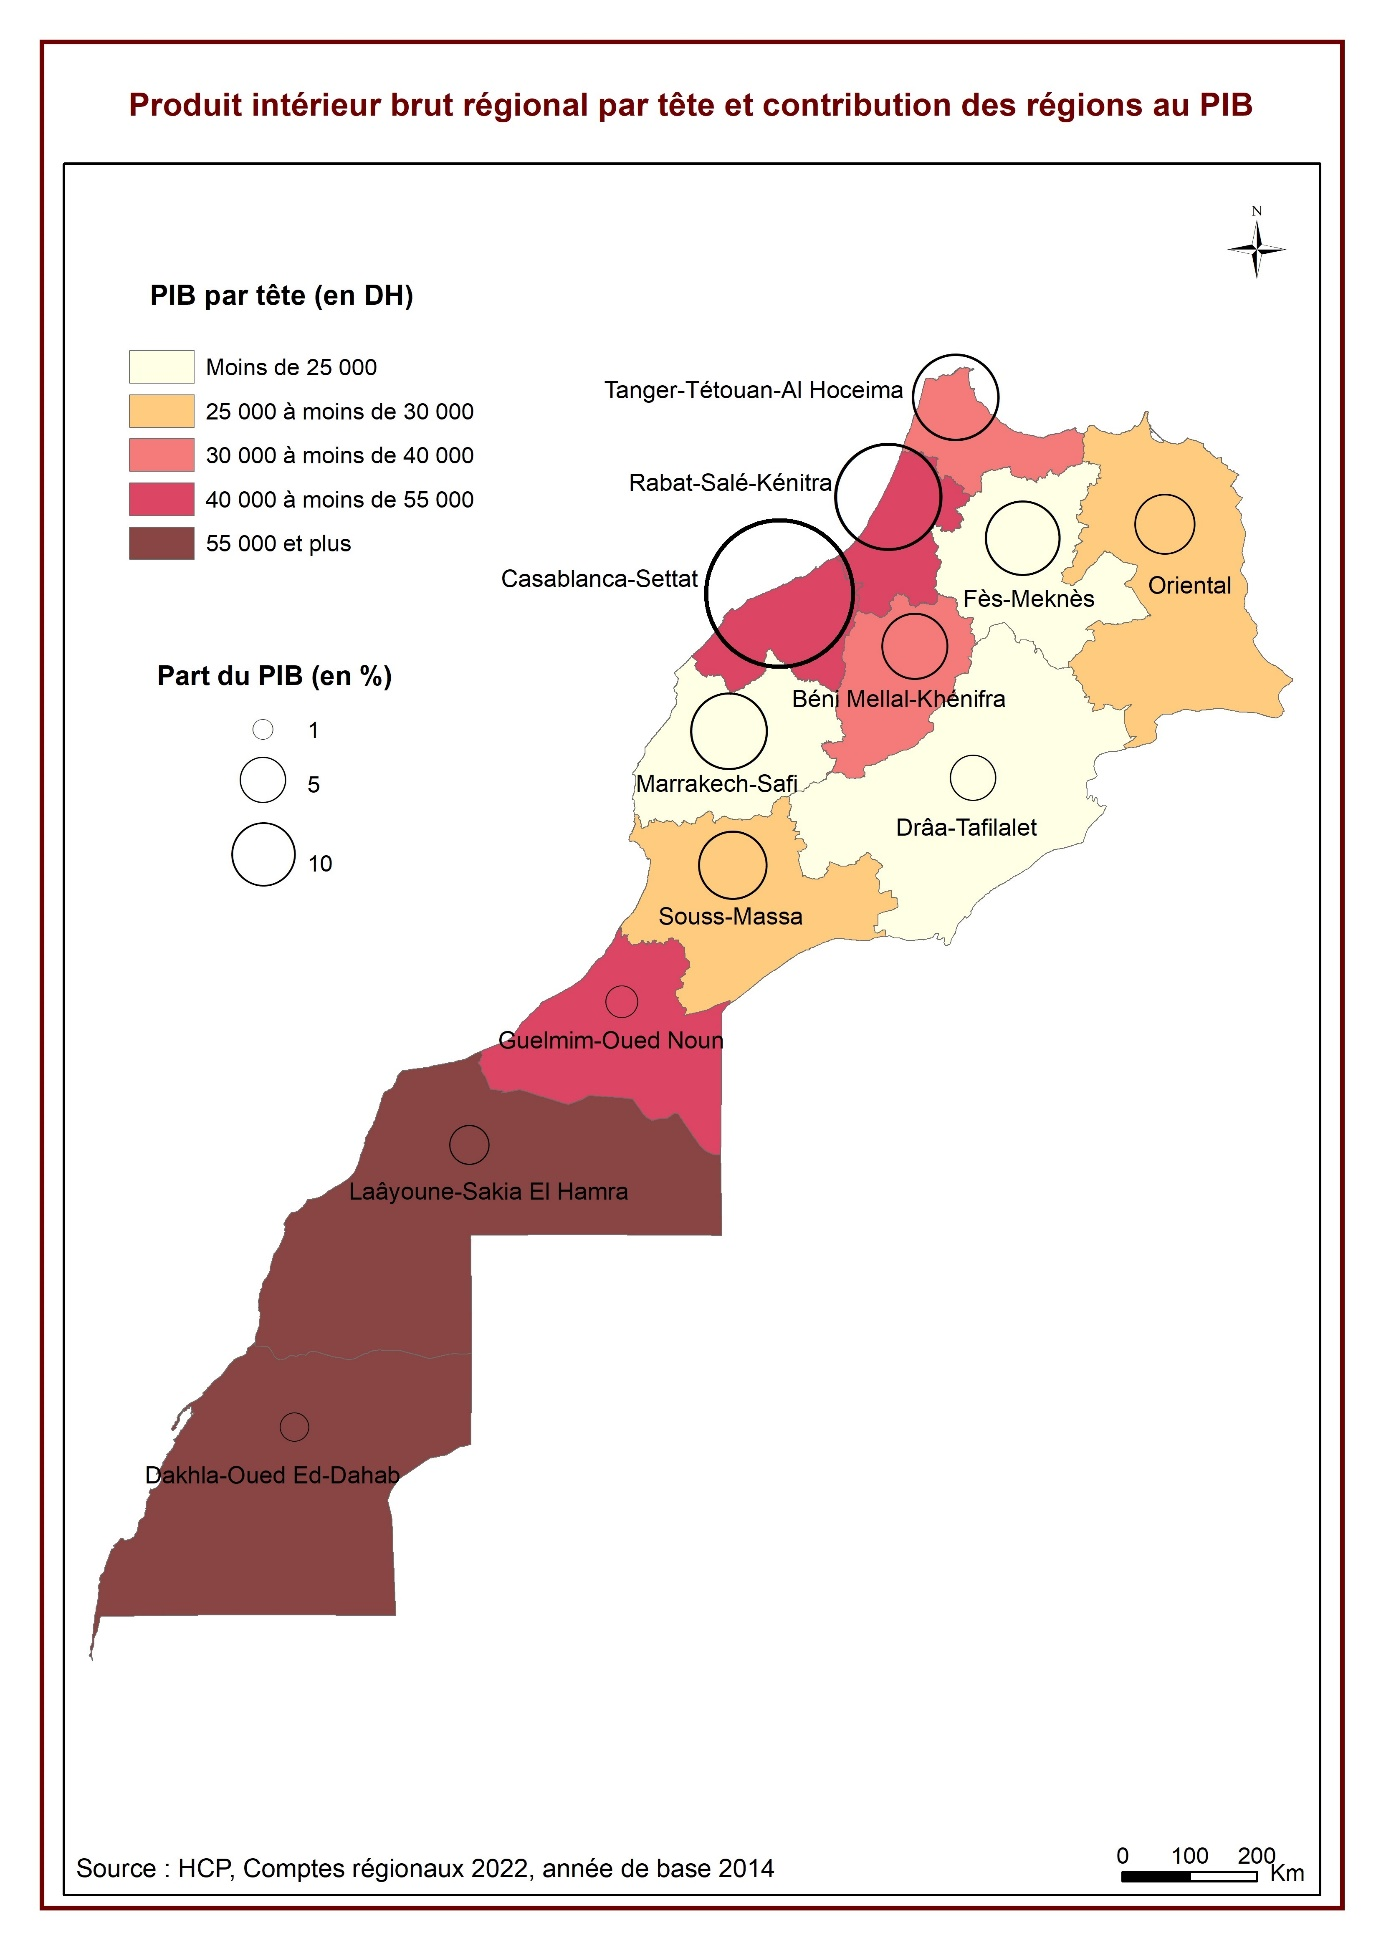 Produit intérieur brut régional par tête et contribution des régions au PIB
N
PIB par tête (en DH)
Moins de 25 000
25 000 à moins de 30 000
30 000 à moins de 40 000
40 000 à moins de 55 000
55 000 et plus
Part du PIB (en %)
1
5
10
Tanger-Tétouan-Al Hoceima
Rabat-Salé-Kénitra
Casablanca-Settat
Fès-Meknès
Oriental
Béni Mellal-Khénifra
Marrakech-Safi
Drâa-Tafilalet
Souss-Massa
Guelmim-Oued Noun
Laâyoune-Sakia El Hamra
Dakhla-Oued Ed-Dahab
Source : HCP, Comptes régionaux 2022, année de base 2014
0 100 200
Km